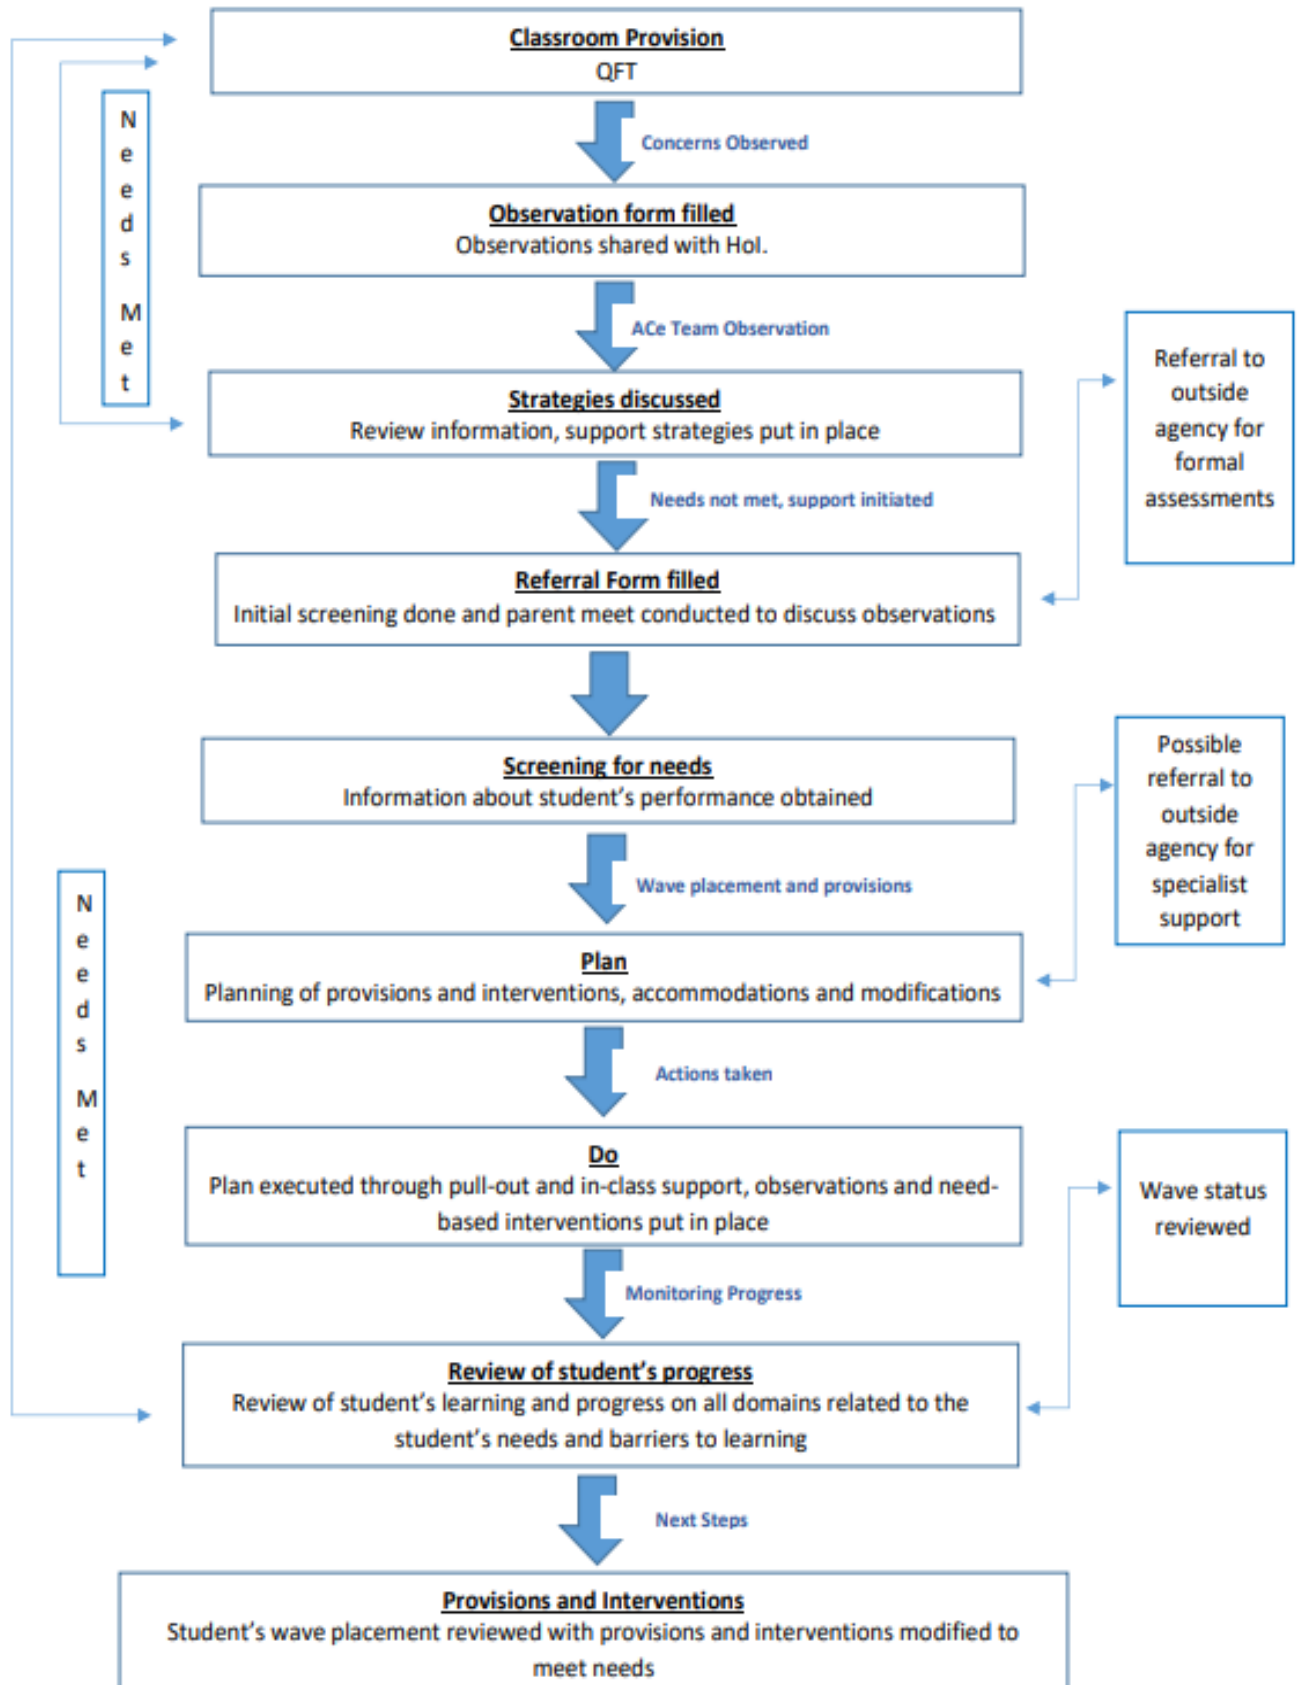 Classroom Provision
QFT
Concerns Observed
Observation form filled
Observations shared with HoI.
ACe Team Observation
Strategies discussed
Review information, support strategies put in place
Needs not met, support initiated
Referral Form filled
Initial screening done and parent meet conducted to discuss observations
Screening for needs
Information about student's performance obtained
Wave placement and provisions
Plan
Planning of provisions and interventions, accommodations and modifications
Actions taken
Do
Plan executed through pull-out and in-class support, observations and need-
based interventions put in place
Monitoring Progress
Review of student's progress
Review of student's learning and progress on all domains related to the
student's needs and barriers to learning
Next Steps
Provisions and Interventions
Student's wave placement reviewed with provisions and interventions modified to
meet needs
Needs Met
Needs Met
Referral to
outside
agency for
formal
assessments
Possible
referral to
outside
agency for
specialist
support
Wave status
reviewed